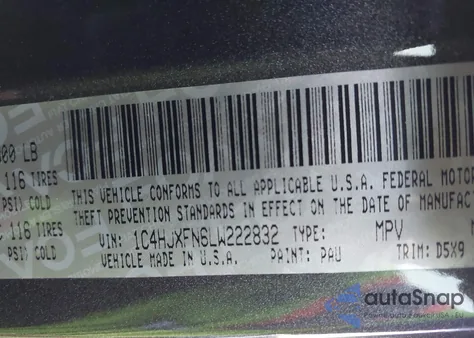 U.S.A.
00 LB
116 TIRES
PSI) COLD
116 TIRES
PSI) COLD
THIS VEHICLE CONFORMS TO ALL APPLICABLE U.S.A. FEDERAL MOTOR
THEFT PREVENTION STANDARDS IN EFFECT ON THE DATE OF MANUFAC
VIN: 1C4HJXFN6LW222832 TYPE: MPV
VEHICLE MADE IN U.S.A. PAINT: PAU TRIM: D5X9
autoSnap